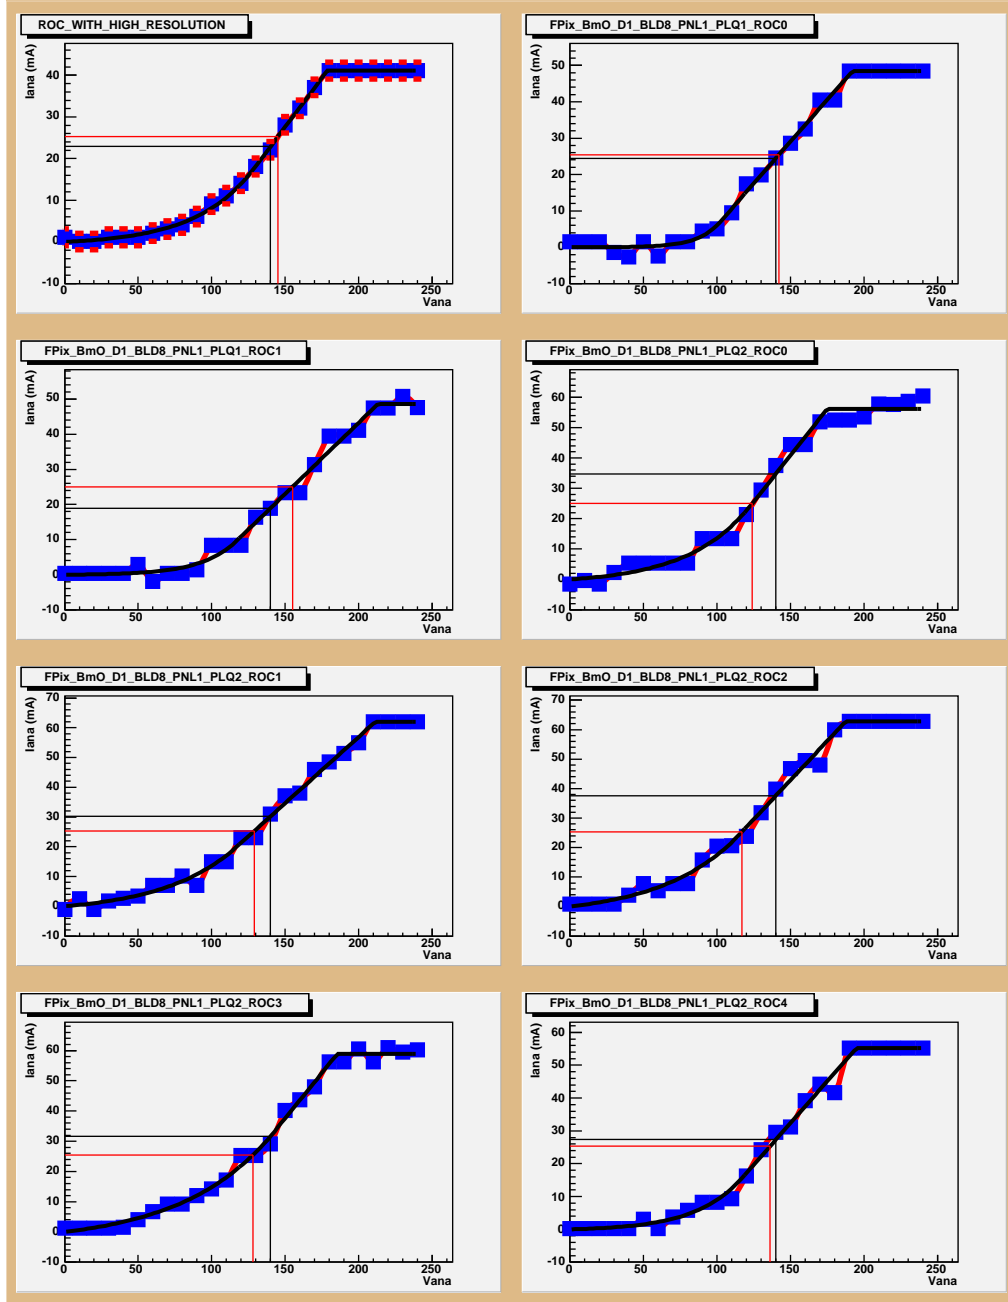 ROC_WITH_HIGH_RESOLUTION
Iana (mA)
40
30
20
10
0
-10
0 50 100 150 200 250
Vana
FPix_BmO_D1_BLD8_PNL1_PLQ1_ROC0
Iana (mA)
50
40
30
20
10
0
-10
0 50 100 150 200 250
Vana
FPix_BmO_D1_BLD8_PNL1_PLQ1_ROC1
Iana (mA)
50
40
30
20
10
0
-10
0 50 100 150 200 250
Vana
FPix_BmO_D1_BLD8_PNL1_PLQ2_ROC0
Iana (mA)
60
50
40
30
20
10
0
-10
0 50 100 150 200 250
Vana
FPix_BmO_D1_BLD8_PNL1_PLQ2_ROC1
Iana (mA)
70
60
50
40
30
20
10
0
-10
0 50 100 150 200 250
Vana
FPix_BmO_D1_BLD8_PNL1_PLQ2_ROC2
Iana (mA)
60
50
40
30
20
10
0
-10
0 50 100 150 200 250
Vana
FPix_BmO_D1_BLD8_PNL1_PLQ2_ROC3
Iana (mA)
60
50
40
30
20
10
0
-10
0 50 100 150 200 250
Vana
FPix_BmO_D1_BLD8_PNL1_PLQ2_ROC4
Iana (mA)
60
50
40
30
20
10
0
-10
0 50 100 150 200 250
Vana